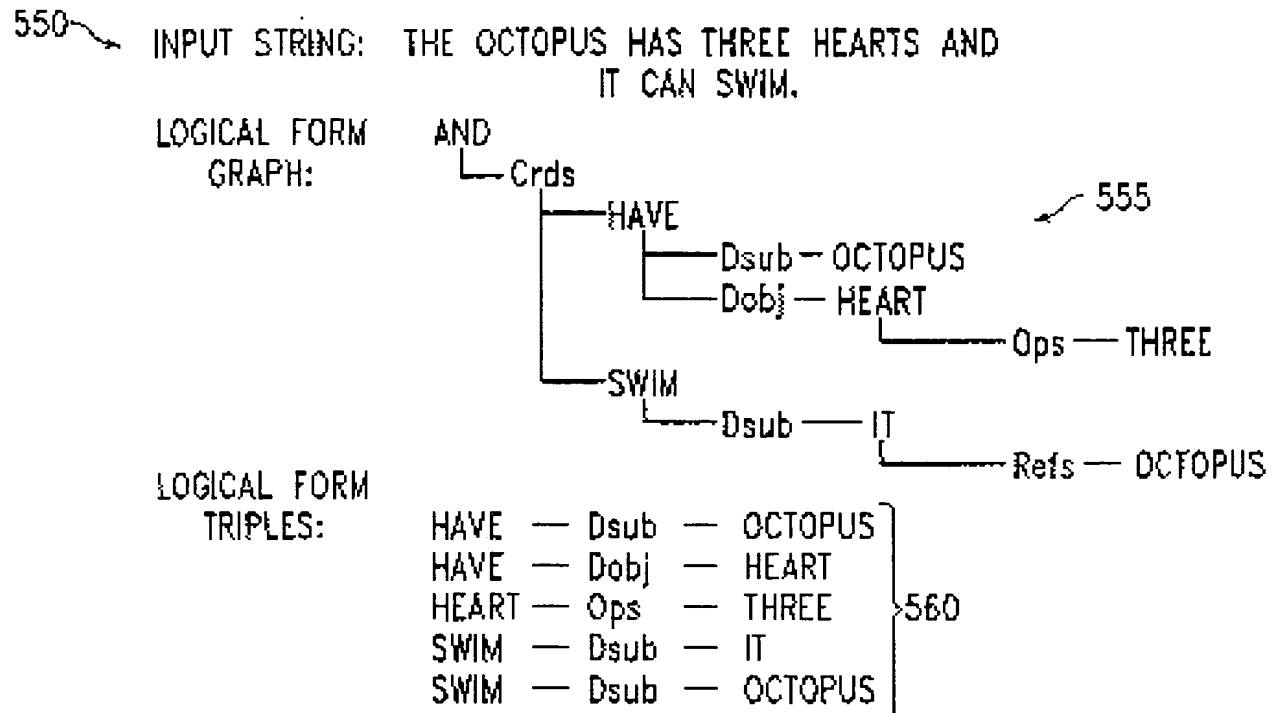 550
INPUT STRING: THE OCTOPUS HAS THREE HEARTS AND
IT CAN SWIM.
LOGICAL FORM AND
GRAPH: Crds
HAVE 555
Dsub — OCTOPUS
Dobj — HEART
Ops — THREE
SWIM
Dsub — IT
Refs — OCTOPUS
LOGICAL FORM
TRIPLES: HAVE — Dsub — OCTOPUS
HAVE — Dobj — HEART
HEART — Ops — THREE 560
SWIM — Dsub — IT
SWIM — Dsub — OCTOPUS